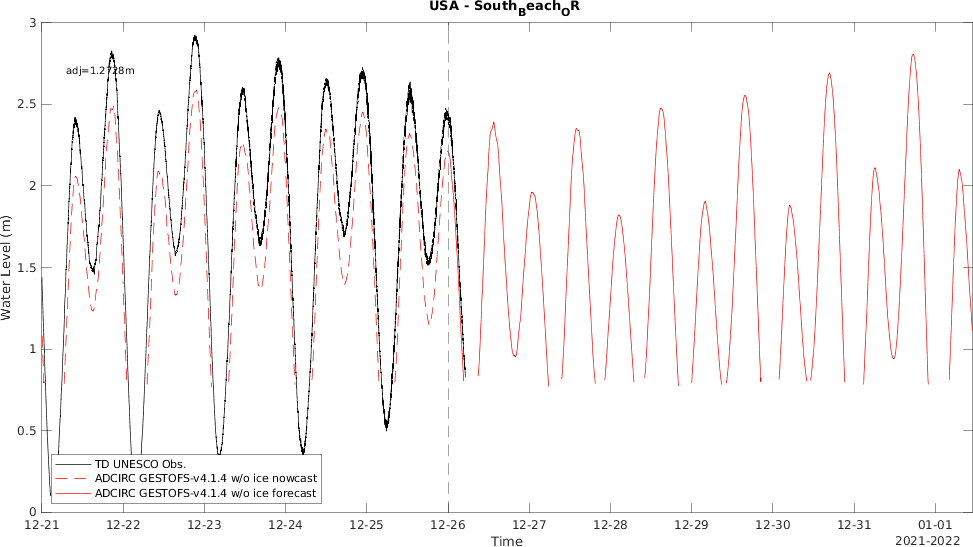 USA - SouthBeachOR
adj=1.2728m
Water Level (m)
3
2.5
2
1.5
1
0.5
0
TD UNESCO Obs.
ADCIRC GESTOFS-v4.1.4 w/o ice nowcast
ADCIRC GESTOFS-v4.1.4 w/o ice forecast
12-21 12-22 12-23 12-24 12-25 12-26 12-27 12-28 12-29 12-30 12-31 01-01
Time
2021-2022